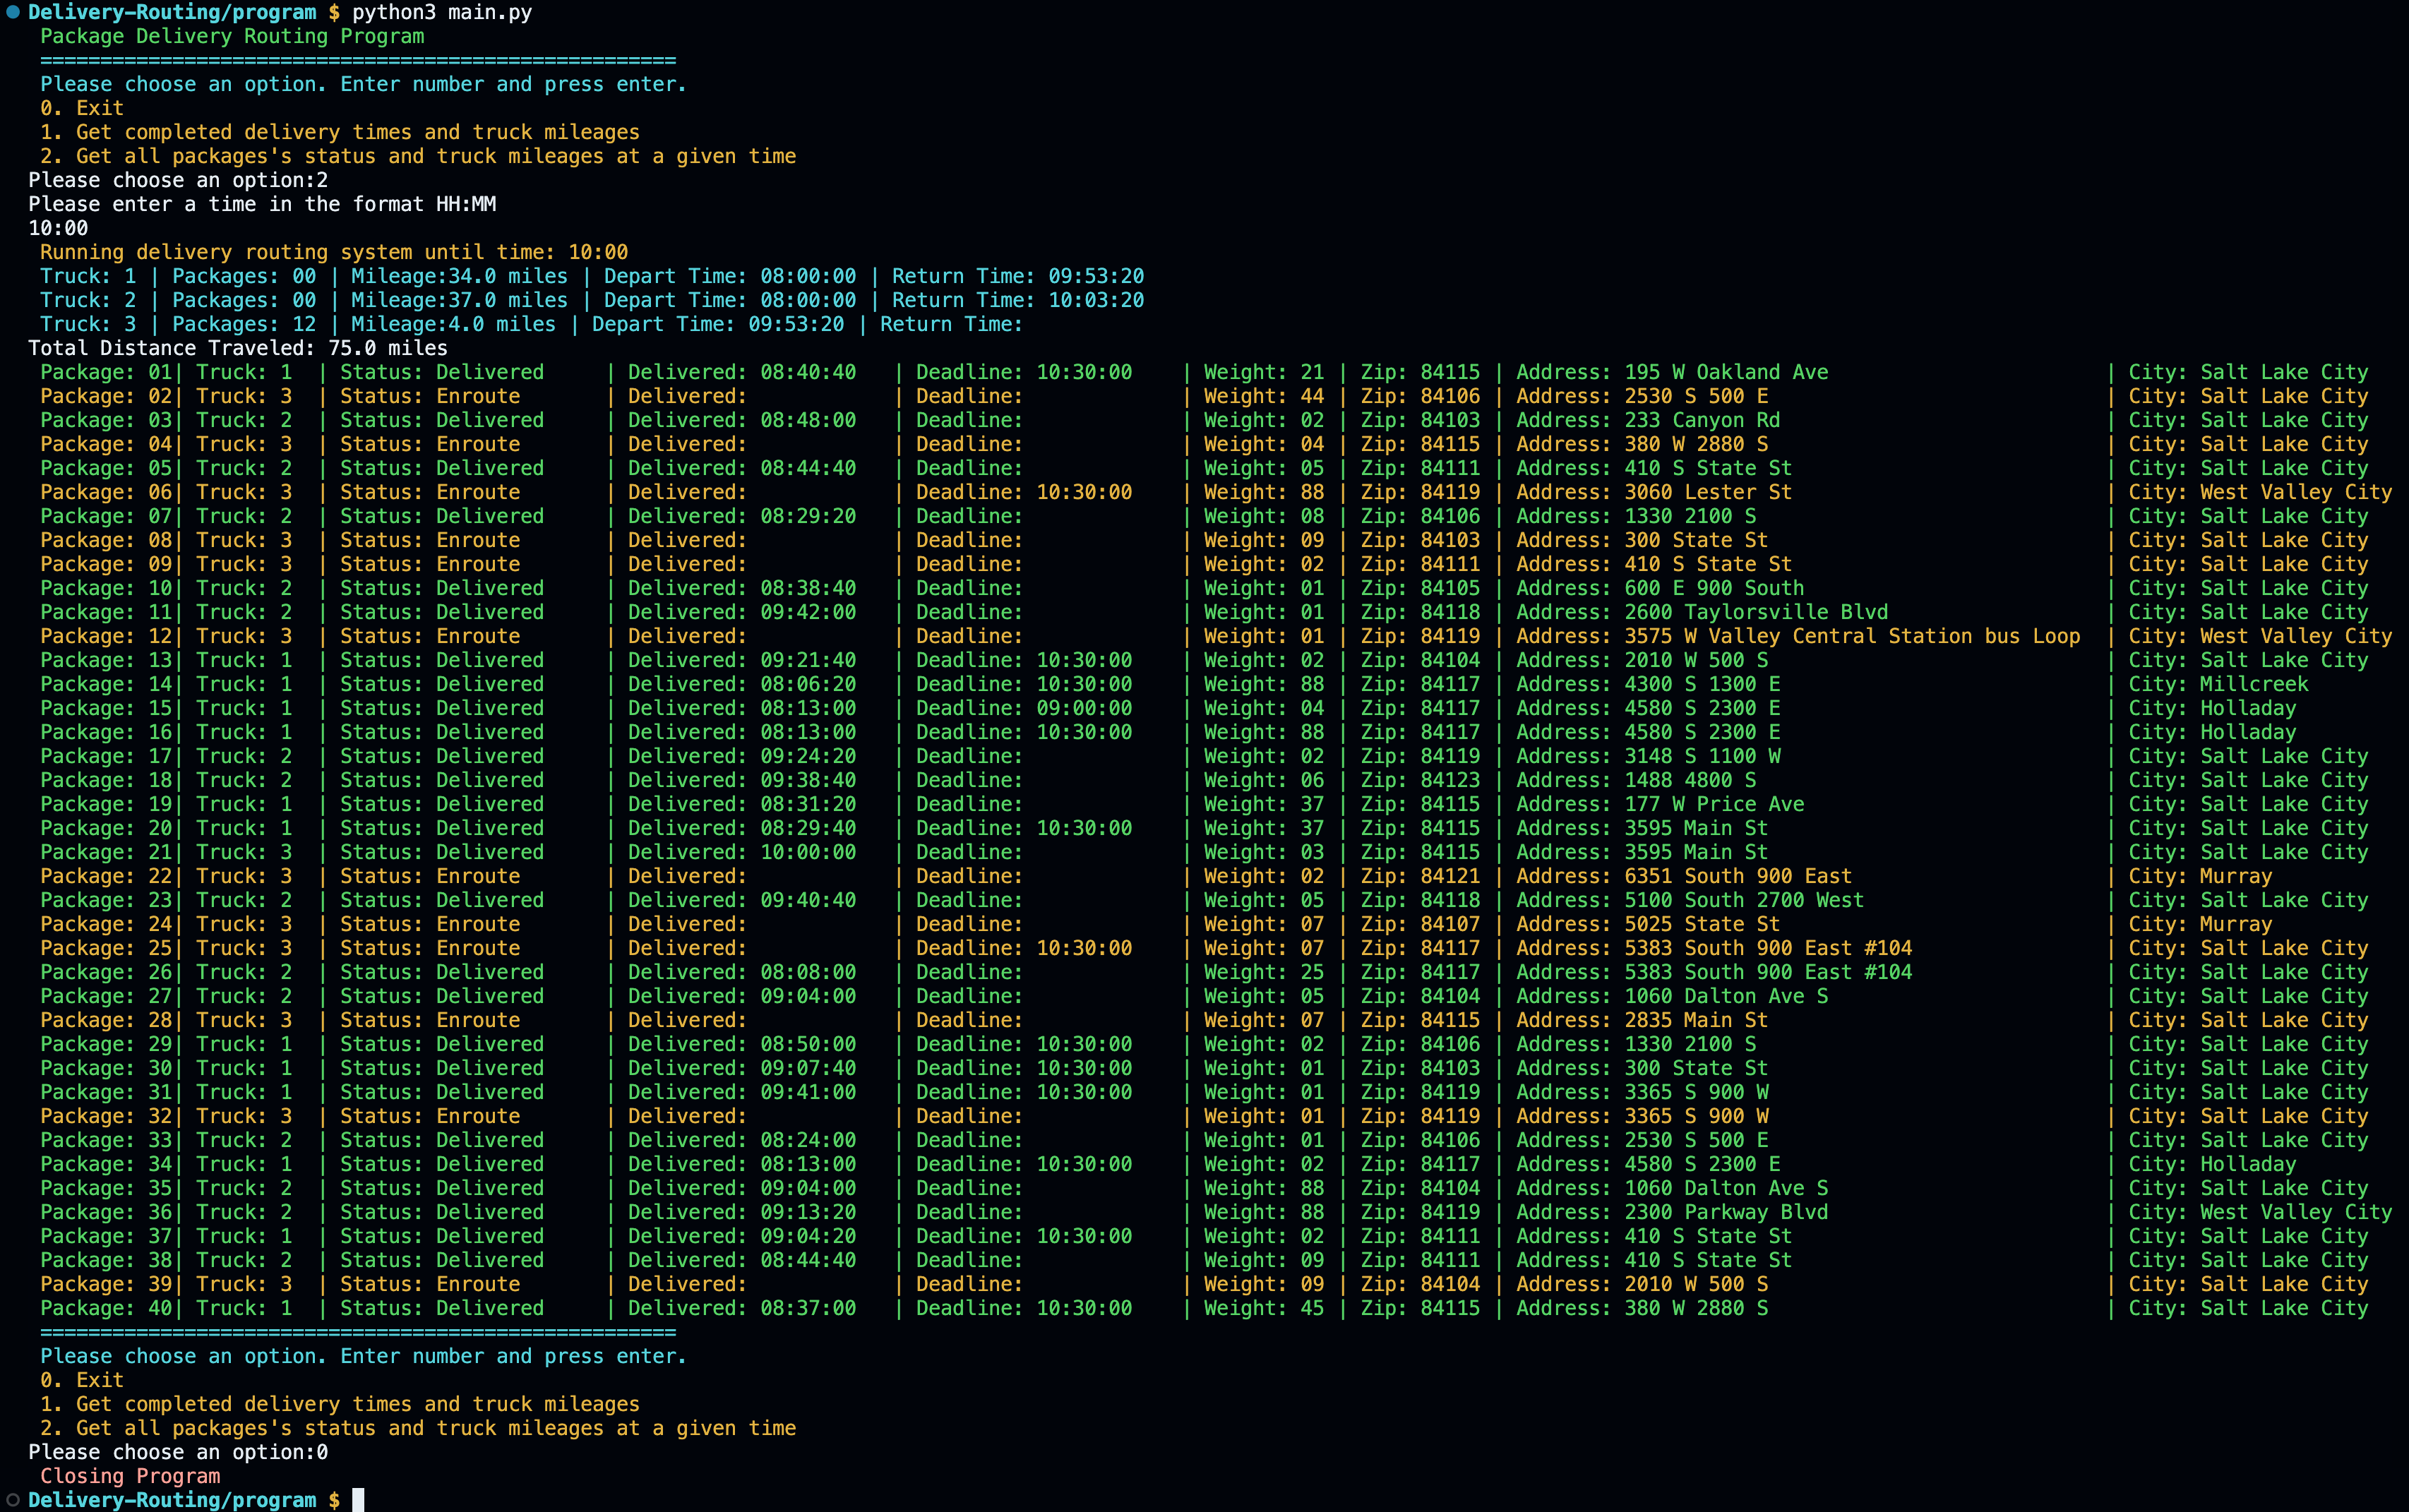 Delivery-Routing/program $ python3 main.py
Package Delivery Routing Program
=====================================================
Please choose an option. Enter number and press enter.
0. Exit
1. Get completed delivery times and truck mileages
2. Get all packages's status and truck mileages at a given time
Please choose an option:2
Please enter a time in the format HH:MM
10:00
Running delivery routing system until time: 10:00
Truck: 1 | Packages: 00 | Mileage:34.0 miles | Depart Time: 08:00:00 | Return Time: 09:53:20
Truck: 2 | Packages: 00 | Mileage:37.0 miles | Depart Time: 08:00:00 | Return Time: 10:03:20
Truck: 3 | Packages: 12 | Mileage:4.0 miles | Depart Time: 09:53:20 | Return Time:
Total Distance Traveled: 75.0 miles
Package: 01| Truck: 1 | Status: Delivered | Delivered: 08:40:40 | Deadline: 10:30:00 | Weight: 21 | Zip: 84115 | Address: 195 W Oakland Ave | City: Salt Lake City
Package: 02| Truck: 3 | Status: Enroute | Delivered: | Deadline: | Weight: 44 | Zip: 84106 | Address: 2530 S 500 E | City: Salt Lake City
Package: 03| Truck: 2 | Status: Delivered | Delivered: 08:48:00 | Deadline: | Weight: 02 | Zip: 84103 | Address: 233 Canyon Rd | City: Salt Lake City
Package: 04| Truck: 3 | Status: Enroute | Delivered: | Deadline: | Weight: 04 | Zip: 84115 | Address: 380 W 2880 S | City: Salt Lake City
Package: 05| Truck: 2 | Status: Delivered | Delivered: 08:44:40 | Deadline: | Weight: 05 | Zip: 84111 | Address: 410 S State St | City: Salt Lake City
Package: 06| Truck: 3 | Status: Enroute | Delivered: | Deadline: 10:30:00 | Weight: 88 | Zip: 84119 | Address: 3060 Lester St | City: West Valley City
Package: 07| Truck: 2 | Status: Delivered | Delivered: 08:29:20 | Deadline: | Weight: 08 | Zip: 84106 | Address: 1330 2100 S | City: Salt Lake City
Package: 08| Truck: 3 | Status: Enroute | Delivered: | Deadline: | Weight: 09 | Zip: 84103 | Address: 300 State St | City: Salt Lake City
Package: 09| Truck: 3 | Status: Enroute | Delivered: | Deadline: | Weight: 02 | Zip: 84111 | Address: 410 S State St | City: Salt Lake City
Package: 10| Truck: 2 | Status: Delivered | Delivered: 08:38:40 | Deadline: | Weight: 01 | Zip: 84105 | Address: 600 E 900 South | City: Salt Lake City
Package: 11| Truck: 2 | Status: Delivered | Delivered: 09:42:00 | Deadline: | Weight: 01 | Zip: 84118 | Address: 2600 Taylorsville Blvd | City: Salt Lake City
Package: 12| Truck: 3 | Status: Enroute | Delivered: | Deadline: | Weight: 01 | Zip: 84119 | Address: 3575 W Valley Central Station bus Loop | City: West Valley City
Package: 13| Truck: 1 | Status: Delivered | Delivered: 09:21:40 | Deadline: 10:30:00 | Weight: 02 | Zip: 84104 | Address: 2010 W 500 S | City: Salt Lake City
Package: 14| Truck: 1 | Status: Delivered | Delivered: 08:06:20 | Deadline: 10:30:00 | Weight: 88 | Zip: 84117 | Address: 4300 S 1300 E | City: Millcreek
Package: 15| Truck: 1 | Status: Delivered | Delivered: 08:13:00 | Deadline: 09:00:00 | Weight: 04 | Zip: 84117 | Address: 4580 S 2300 E | City: Holladay
Package: 16| Truck: 1 | Status: Delivered | Delivered: 08:13:00 | Deadline: 10:30:00 | Weight: 88 | Zip: 84117 | Address: 4580 S 2300 E | City: Holladay
Package: 17| Truck: 2 | Status: Delivered | Delivered: 09:24:20 | Deadline: | Weight: 02 | Zip: 84119 | Address: 3148 S 1100 W | City: Salt Lake City
Package: 18| Truck: 2 | Status: Delivered | Delivered: 09:38:40 | Deadline: | Weight: 06 | Zip: 84123 | Address: 1488 4800 S | City: Salt Lake City
Package: 19| Truck: 1 | Status: Delivered | Delivered: 08:31:20 | Deadline: | Weight: 37 | Zip: 84115 | Address: 177 W Price Ave | City: Salt Lake City
Package: 20| Truck: 1 | Status: Delivered | Delivered: 08:29:40 | Deadline: 10:30:00 | Weight: 37 | Zip: 84115 | Address: 3595 Main St | City: Salt Lake City
Package: 21| Truck: 3 | Status: Delivered | Delivered: 10:00:00 | Deadline: | Weight: 03 | Zip: 84115 | Address: 3595 Main St | City: Salt Lake City
Package: 22| Truck: 3 | Status: Enroute | Delivered: | Deadline: | Weight: 02 | Zip: 84121 | Address: 6351 South 900 East | City: Murray
Package: 23| Truck: 2 | Status: Delivered | Delivered: 09:40:40 | Deadline: | Weight: 05 | Zip: 84118 | Address: 5100 South 2700 West | City: Salt Lake City
Package: 24| Truck: 3 | Status: Enroute | Delivered: | Deadline: | Weight: 07 | Zip: 84107 | Address: 5025 State St | City: Murray
Package: 25| Truck: 3 | Status: Enroute | Delivered: | Deadline: 10:30:00 | Weight: 07 | Zip: 84117 | Address: 5383 South 900 East #104 | City: Salt Lake City
Package: 26| Truck: 2 | Status: Delivered | Delivered: 08:08:00 | Deadline: | Weight: 25 | Zip: 84117 | Address: 5383 South 900 East #104 | City: Salt Lake City
Package: 27| Truck: 2 | Status: Delivered | Delivered: 09:04:00 | Deadline: | Weight: 05 | Zip: 84104 | Address: 1060 Dalton Ave S | City: Salt Lake City
Package: 28| Truck: 3 | Status: Enroute | Delivered: | Deadline: | Weight: 07 | Zip: 84115 | Address: 2835 Main St | City: Salt Lake City
Package: 29| Truck: 1 | Status: Delivered | Delivered: 08:50:00 | Deadline: 10:30:00 | Weight: 02 | Zip: 84106 | Address: 1330 2100 S | City: Salt Lake City
Package: 30| Truck: 1 | Status: Delivered | Delivered: 09:07:40 | Deadline: 10:30:00 | Weight: 01 | Zip: 84103 | Address: 300 State St | City: Salt Lake City
Package: 31| Truck: 1 | Status: Delivered | Delivered: 09:41:00 | Deadline: 10:30:00 | Weight: 01 | Zip: 84119 | Address: 3365 S 900 W | City: Salt Lake City
Package: 32| Truck: 3 | Status: Enroute | Delivered: | Deadline: | Weight: 01 | Zip: 84119 | Address: 3365 S 900 W | City: Salt Lake City
Package: 33| Truck: 2 | Status: Delivered | Delivered: 08:24:00 | Deadline: | Weight: 01 | Zip: 84106 | Address: 2530 S 500 E | City: Salt Lake City
Package: 34| Truck: 1 | Status: Delivered | Delivered: 08:13:00 | Deadline: 10:30:00 | Weight: 02 | Zip: 84117 | Address: 4580 S 2300 E | City: Holladay
Package: 35| Truck: 2 | Status: Delivered | Delivered: 09:04:00 | Deadline: | Weight: 88 | Zip: 84104 | Address: 1060 Dalton Ave S | City: Salt Lake City
Package: 36| Truck: 2 | Status: Delivered | Delivered: 09:13:20 | Deadline: | Weight: 88 | Zip: 84119 | Address: 2300 Parkway Blvd | City: West Valley City
Package: 37| Truck: 1 | Status: Delivered | Delivered: 09:04:20 | Deadline: 10:30:00 | Weight: 02 | Zip: 84111 | Address: 410 S State St | City: Salt Lake City
Package: 38| Truck: 2 | Status: Delivered | Delivered: 08:44:40 | Deadline: | Weight: 09 | Zip: 84111 | Address: 410 S State St | City: Salt Lake City
Package: 39| Truck: 3 | Status: Enroute | Delivered: | Deadline: | Weight: 09 | Zip: 84104 | Address: 2010 W 500 S | City: Salt Lake City
Package: 40| Truck: 1 | Status: Delivered | Delivered: 08:37:00 | Deadline: 10:30:00 | Weight: 45 | Zip: 84115 | Address: 380 W 2880 S | City: Salt Lake City
=====================================================
Please choose an option. Enter number and press enter.
0. Exit
1. Get completed delivery times and truck mileages
2. Get all packages's status and truck mileages at a given time
Please choose an option:0
Closing Program
Delivery-Routing/program $